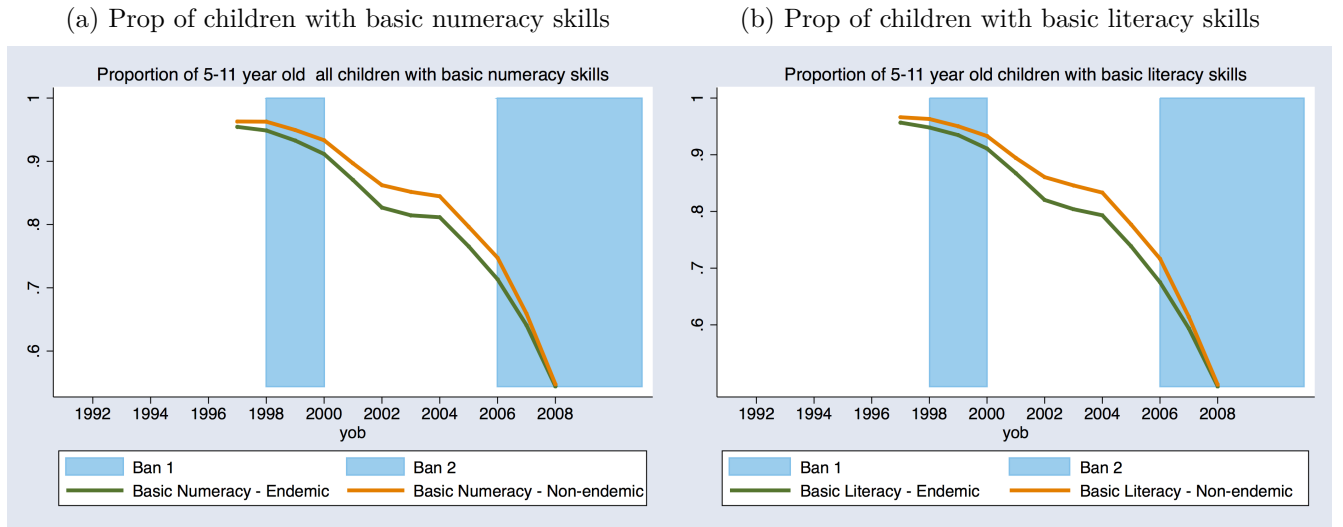 (a) Prop of children with basic numeracy skills
Proportion of 5-11 year old all children with basic numeracy skills
1
.9
.8
.7
.6
1992 1994 1996 1998 2000 2002 2004 2006 2008
yob
Ban 1 Ban 2
Basic Numeracy - Endemic Basic Numeracy - Non-endemic
(b) Prop of children with basic literacy skills
Proportion of 5-11 year old children with basic literacy skills
1
.9
.8
.7
.6
1992 1994 1996 1998 2000 2002 2004 2006 2008
yob
Ban 1 Ban 2
Basic Literacy - Endemic Basic Literacy - Non-endemic